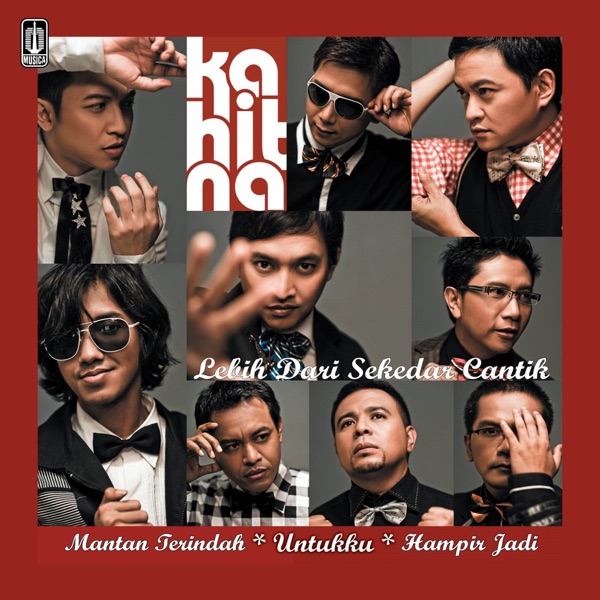 MUSICA
ka
hit
na
Lebih Dari Sekedar Cantik
Mantan Terindah * Untukku * Hampir Jadi